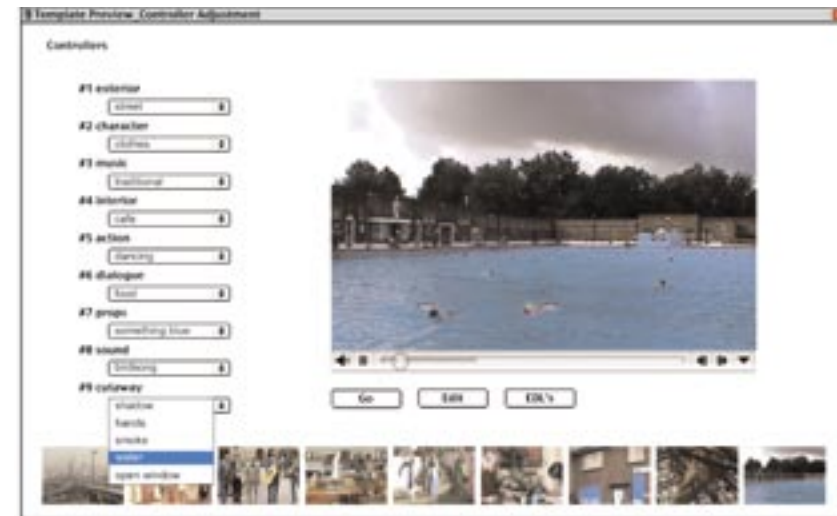 Template Preview_Controller Adjustment
Controllers
#1 exterior
street
#2 character
clothes
#3 music
traditional
#4 interior
cafe
#5 action
dancing
#6 dialogue
food
#7 props
something blue
#8 sound
birdsong
#9 cutaway
shadow
hands
smoke
water
open window
Go Edit EDL's